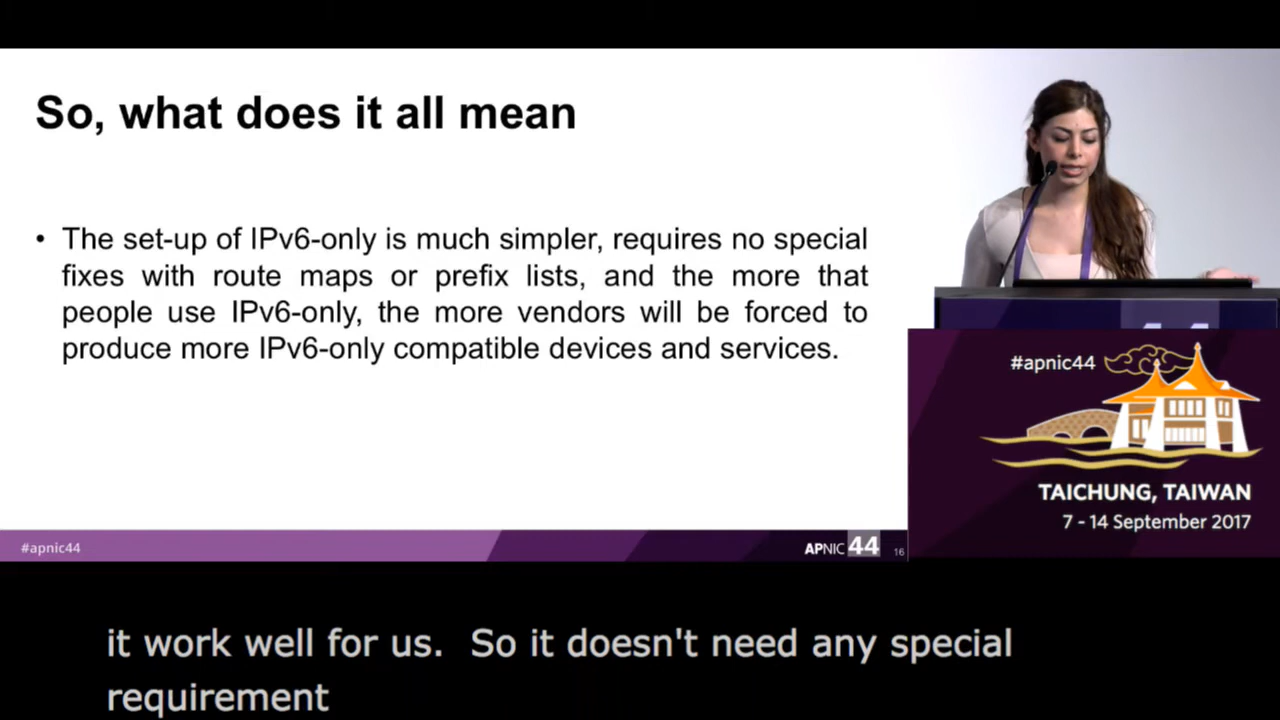 So, what does it all mean
• The set-up of IPv6-only is much simpler, requires no special
fixes with route maps or prefix lists, and the more that
people use IPv6-only, the more vendors will be forced to
produce more IPv6-only compatible devices and services.
#apnic44
APNIC 44
16
44
#apnic44
TAICHUNG, TAIWAN
7 - 14 September 2017
it work well for us. So it doesn't need any special
requirement